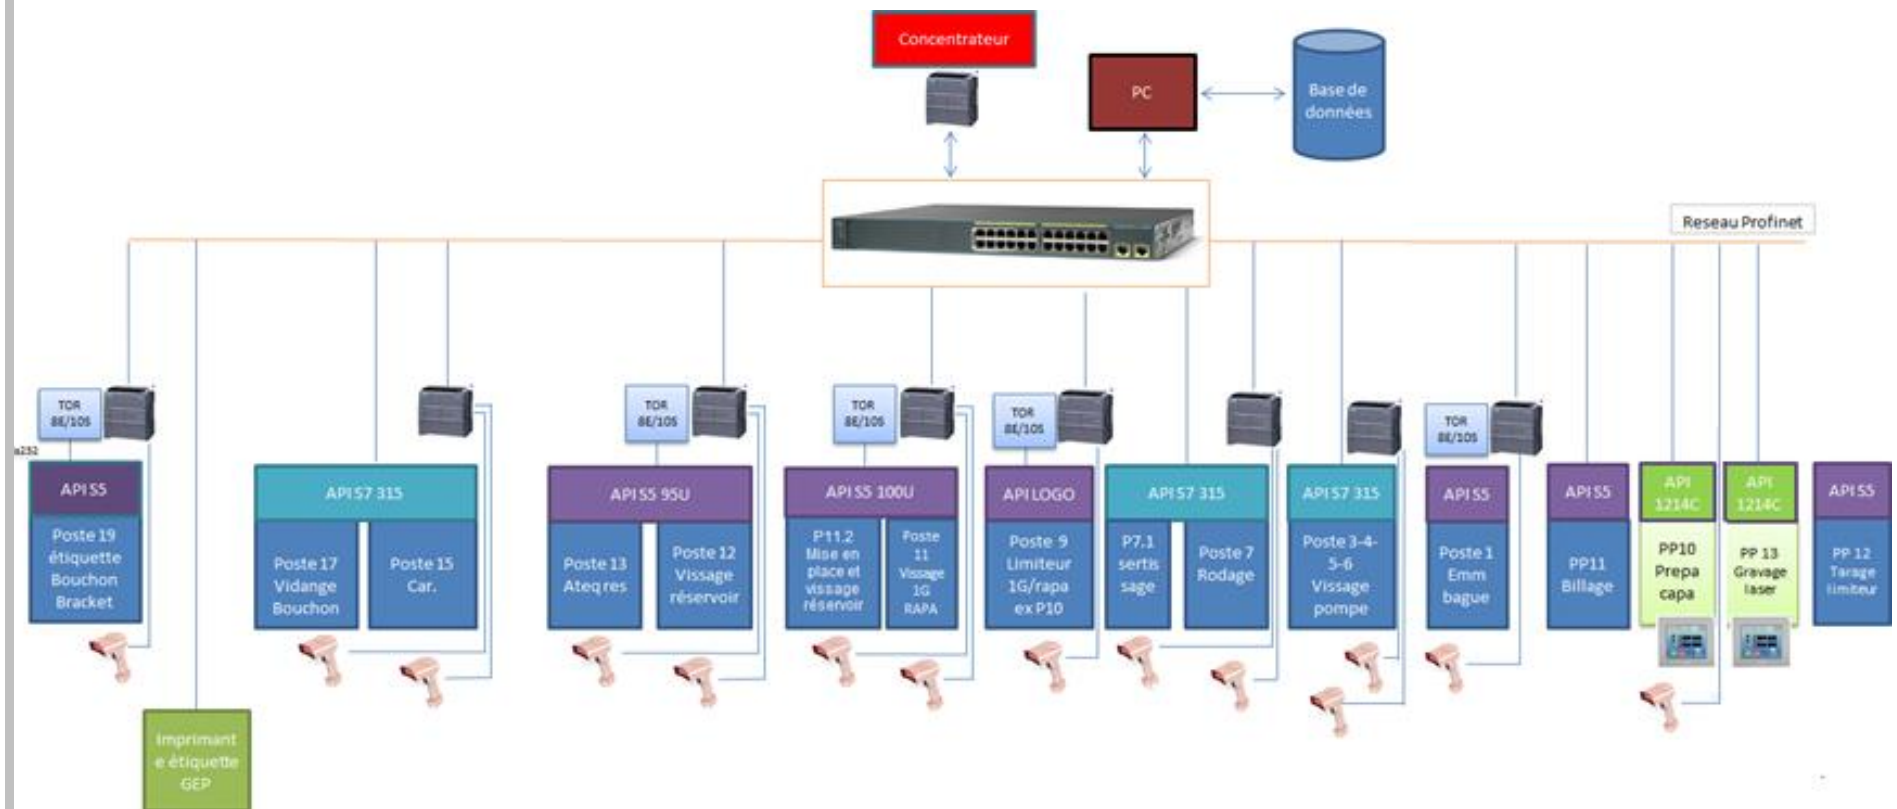 Concentrateur
PC
Base de
données
Reseau Profinet
TOR
8E/10S
TOR
8E/10S
TOR
8E/10S
TOR
8E/10S
TOR
8E/10S
API S5
Poste 19
étiquette
Bouchon
Bracket
API S7 315
Poste 17
Vidange
Bouchon
Poste 15
Car.
API S5 95U
Poste 13
Ateq res
Poste 12
Vissage
réservoir
API S5 100U
P11.2
Mise en
place et
vissage
réservoir
Poste
11
Vissage
1G
RAPA
API LOGO
Poste 9
Limiteur
1G/rapa
ex P10
API S7 315
P7.1
sertis
sage
Poste 7
Rodage
API S7 315
Poste 3-4-
5-6
Vissage
pompe
API S5
Poste 1
Emm
bague
API S5
PP11
Billage
API
1214C
PP10
Prepa
capa
API
1214C
PP 13
Gravage
laser
API S5
PP 12
Tarage
limiteur
Imprimant
e étiquette
GEP